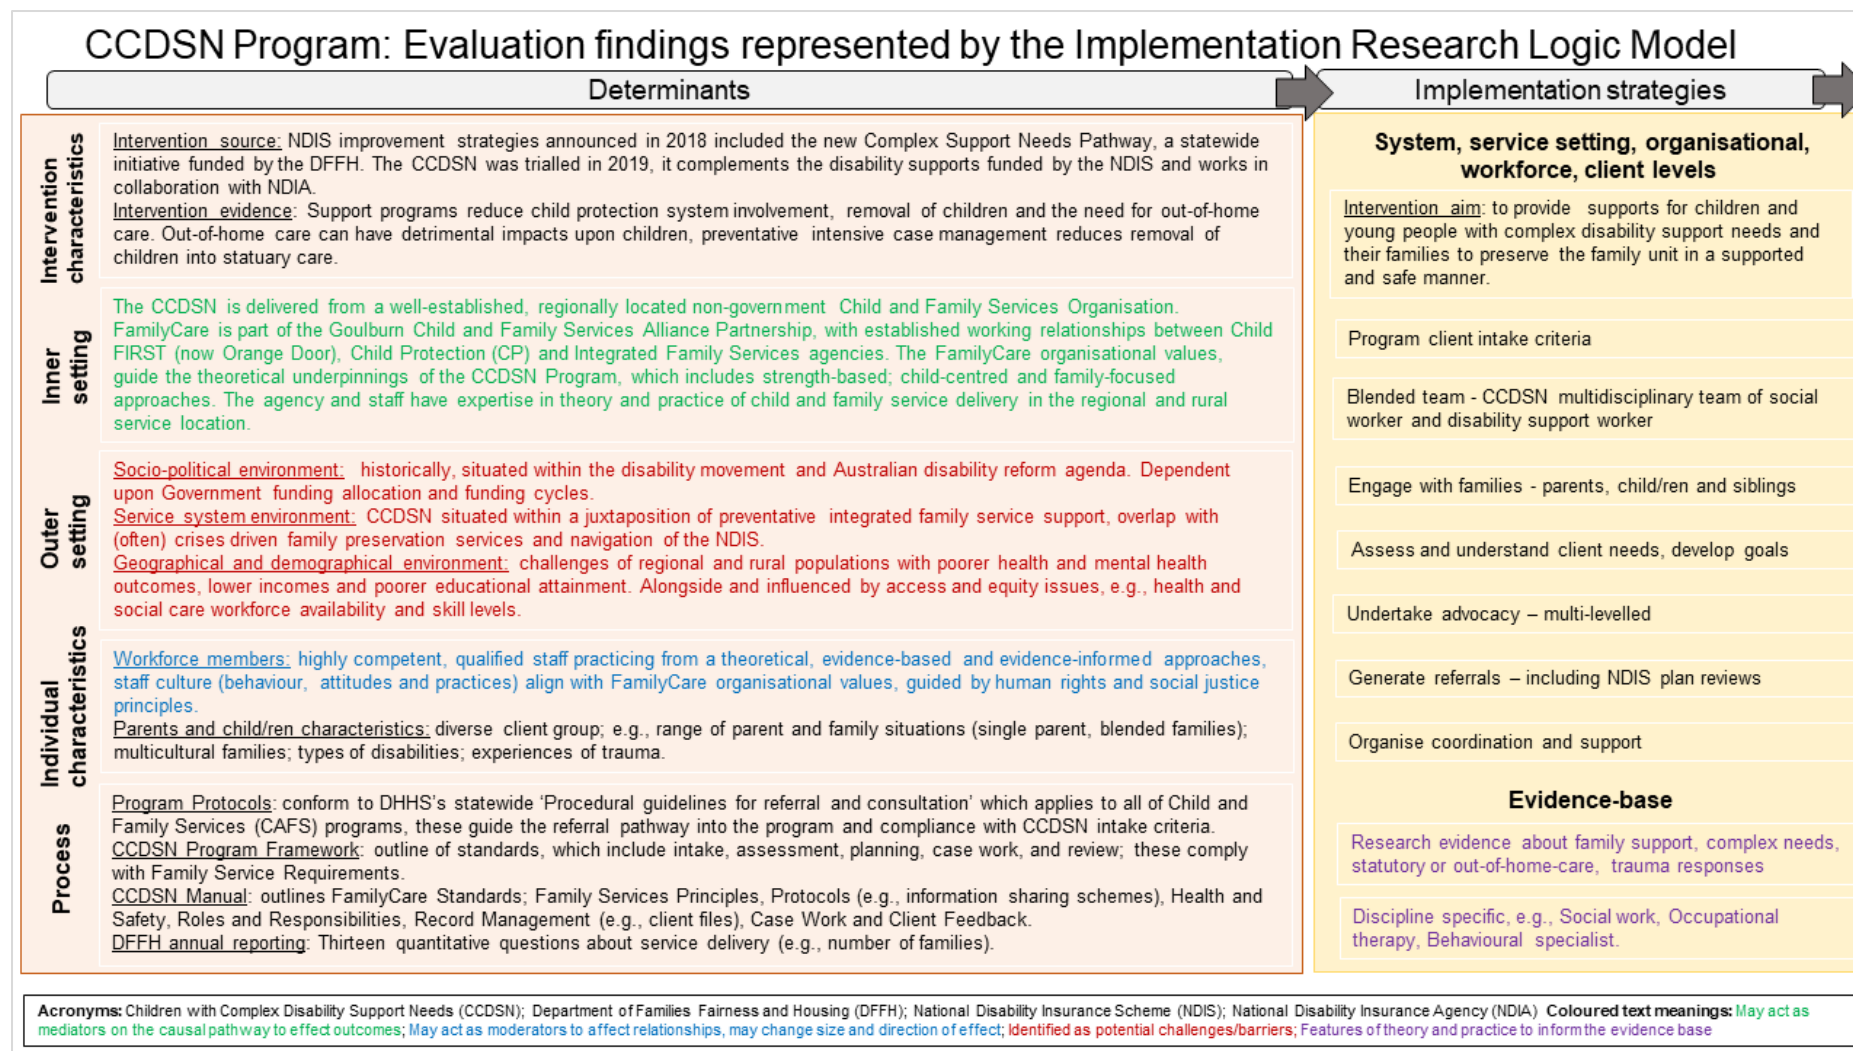 CCDSN Program: Evaluation findings represented by the Implementation Research Logic Model
Determinants
Implementation strategies
Intervention
characteristics
Intervention source: NDIS improvement strategies announced in 2018 included the new Complex Support Needs Pathway, a statewide
initiative funded by the DFFH. The CCDSN was trialled in 2019, it complements the disability supports funded by the NDIS and works in
collaboration with NDIA.
Intervention evidence: Support programs reduce child protection system involvement, removal of children and the need for out-of-home
care. Out-of-home care can have detrimental impacts upon children, preventative intensive case management reduces removal of
children into statuary care.
Inner
setting
The CCDSN is delivered from a well-established, regionally located non-government Child and Family Services Organisation.
FamilyCare is part of the Goulburn Child and Family Services Alliance Partnership, with established working relationships between Child
FIRST (now Orange Door), Child Protection (CP) and Integrated Family Services agencies. The FamilyCare organisational values,
guide the theoretical underpinnings of the CCDSN Program, which includes strength-based; child-centred and family-focused
approaches. The agency and staff have expertise in theory and practice of child and family service delivery in the regional and rural
service location.
Outer
setting
Socio-political environment: historically, situated within the disability movement and Australian disability reform agenda. Dependent
upon Government funding allocation and funding cycles.
Service system environment: CCDSN situated within a juxtaposition of preventative integrated family service support, overlap with
(often) crises driven family preservation services and navigation of the NDIS.
Geographical and demographical environment: challenges of regional and rural populations with poorer health and mental health
outcomes, lower incomes and poorer educational attainment. Alongside and influenced by access and equity issues, e.g., health and
social care workforce availability and skill levels.
Individual
characteristics
Workforce members: highly competent, qualified staff practicing from a theoretical, evidence-based and evidence-informed approaches,
staff culture (behaviour, attitudes and practices) align with FamilyCare organisational values, guided by human rights and social justice
principles.
Parents and child/ren characteristics: diverse client group; e.g., range of parent and family situations (single parent, blended families);
multicultural families; types of disabilities; experiences of trauma.
Process
Program Protocols: conform to DHHS's statewide 'Procedural guidelines for referral and consultation' which applies to all of Child and
Family Services (CAFS) programs, these guide the referral pathway into the program and compliance with CCDSN intake criteria.
CCDSN Program Framework: outline of standards, which include intake, assessment, planning, case work, and review; these comply
with Family Service Requirements.
CCDSN Manual: outlines FamilyCare Standards; Family Services Principles, Protocols (e.g., information sharing schemes), Health and
Safety, Roles and Responsibilities, Record Management (e.g., client files), Case Work and Client Feedback.
DFFH annual reporting: Thirteen quantitative questions about service delivery (e.g., number of families).
System, service setting, organisational,
workforce, client levels
Intervention aim: to provide supports for children and
young people with complex disability support needs and
their families to preserve the family unit in a supported
and safe manner.
Program client intake criteria
Blended team - CCDSN multidisciplinary team of social
worker and disability support worker
Engage with families - parents, child/ren and siblings
Assess and understand client needs, develop goals
Undertake advocacy – multi-levelled
Generate referrals – including NDIS plan reviews
Organise coordination and support
Evidence-base
Research evidence about family support, complex needs,
statutory or out-of-home-care, trauma responses
Discipline specific, e.g., Social work, Occupational
therapy, Behavioural specialist.
Acronyms: Children with Complex Disability Support Needs (CCDSN); Department of Families Fairness and Housing (DFFH); National Disability Insurance Scheme (NDIS); National Disability Insurance Agency (NDIA) Coloured text meanings: May act as
mediators on the causal pathway to effect outcomes; May act as moderators to affect relationships, may change size and direction of effect; Identified as potential challenges/barriers; Features of theory and practice to inform the evidence base